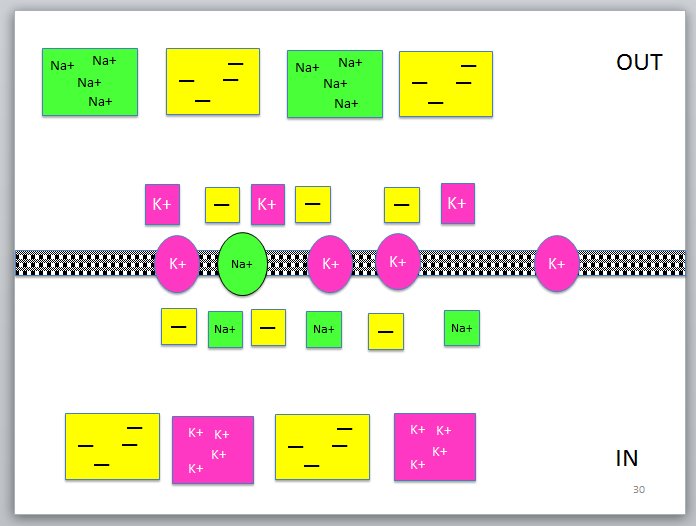 OUT
Na+ Na+
Na+
Na+
— — — —
Na+ Na+
Na+
Na+
— — — —
K+ — K+ — — K+
K+ Na+ K+ K+ K+
— Na+ — Na+ — Na+
— — — —
K+ K+
K+
K+
— — — —
K+ K+
K+
K+
IN
30